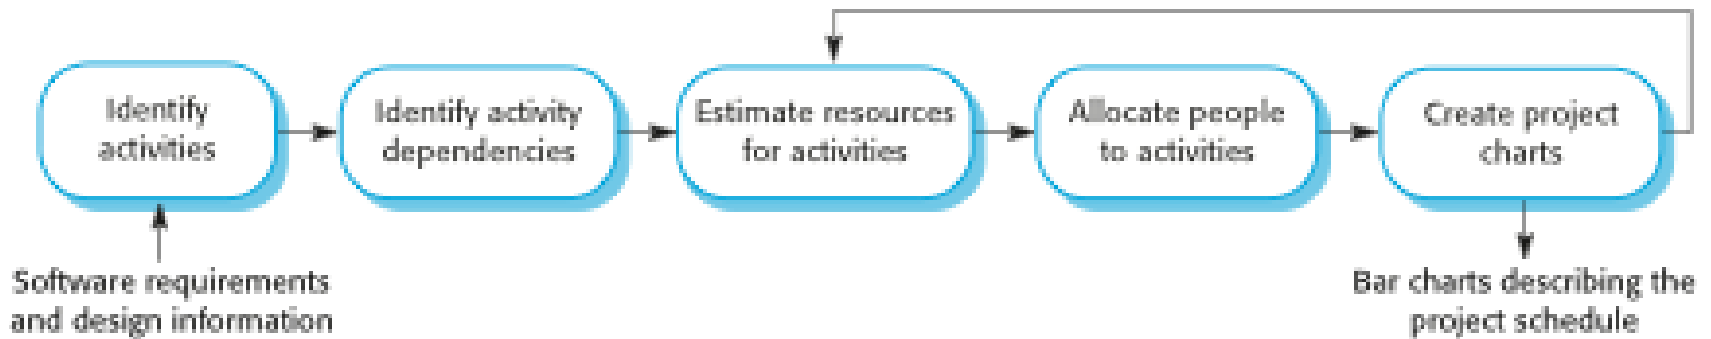 Identify
activities
Identify activity
dependencies
Estimate resources
for activities
Allocate people
to activities
Create project
charts
Software requirements
and design information
Bar charts describing the
project schedule